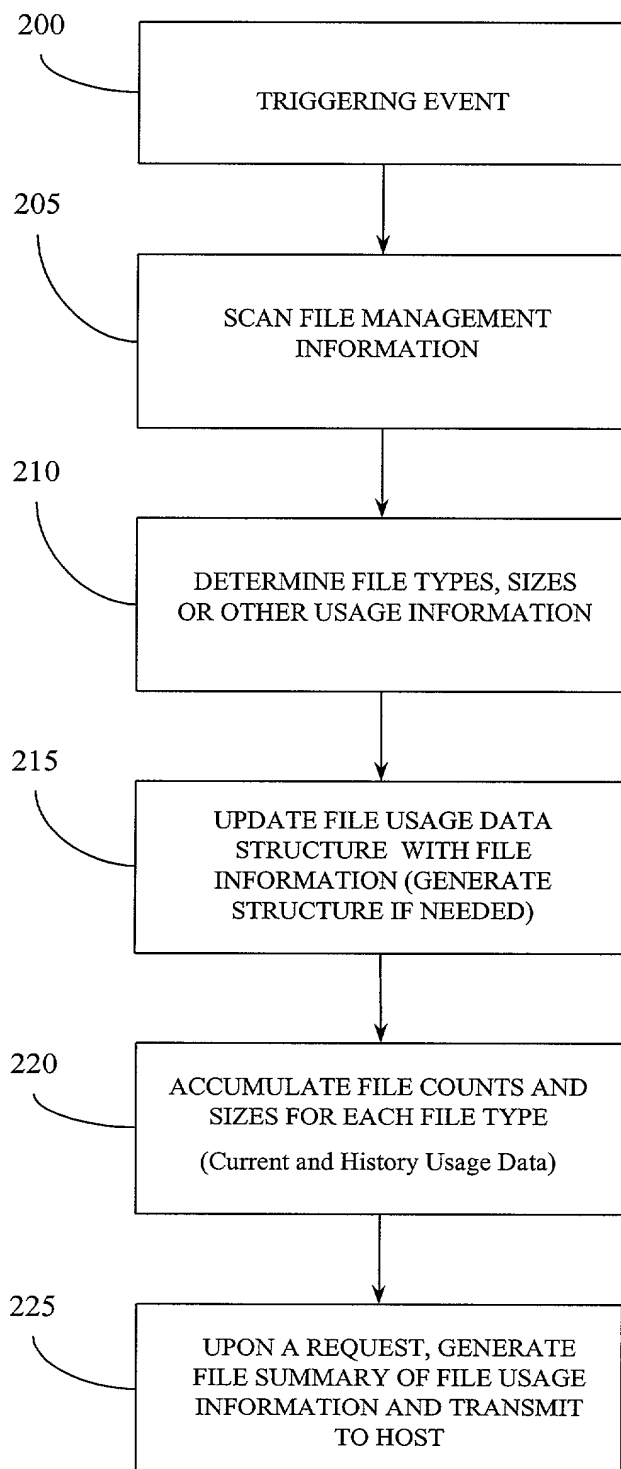 200
TRIGGERING EVENT
205
SCAN FILE MANAGEMENT
INFORMATION
210
DETERMINE FILE TYPES, SIZES
OR OTHER USAGE INFORMATION
215
UPDATE FILE USAGE DATA
STRUCTURE WITH FILE
INFORMATION (GENERATE
STRUCTURE IF NEEDED)
220
ACCUMULATE FILE COUNTS AND
SIZES FOR EACH FILE TYPE
(Current and History Usage Data)
225
UPON A REQUEST, GENERATE
FILE SUMMARY OF FILE USAGE
INFORMATION AND TRANSMIT
TO HOST